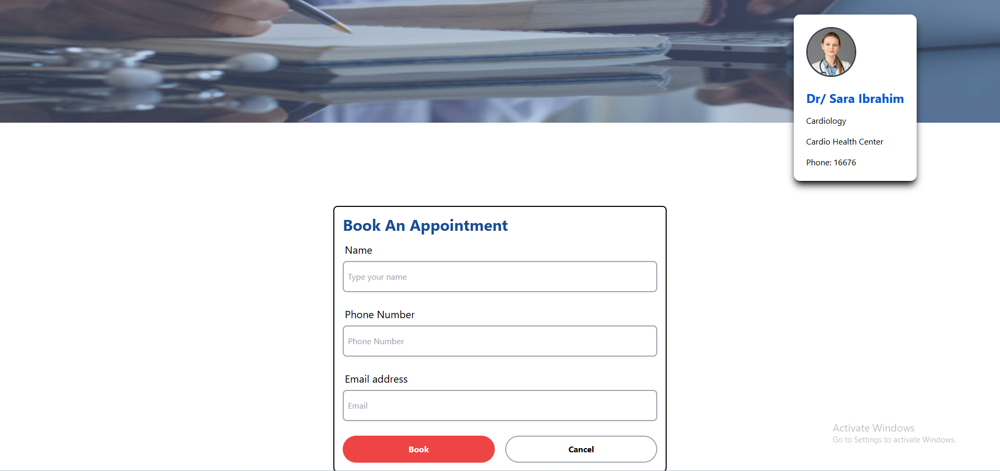 Dr/ Sara Ibrahim
Cardiology
Cardio Health Center
Phone: 16676
Book An Appointment
Name
Type your name
Phone Number
Phone Number
Email address
Email
Book
Cancel
Activate Windows
Go to Settings to activate Windows.